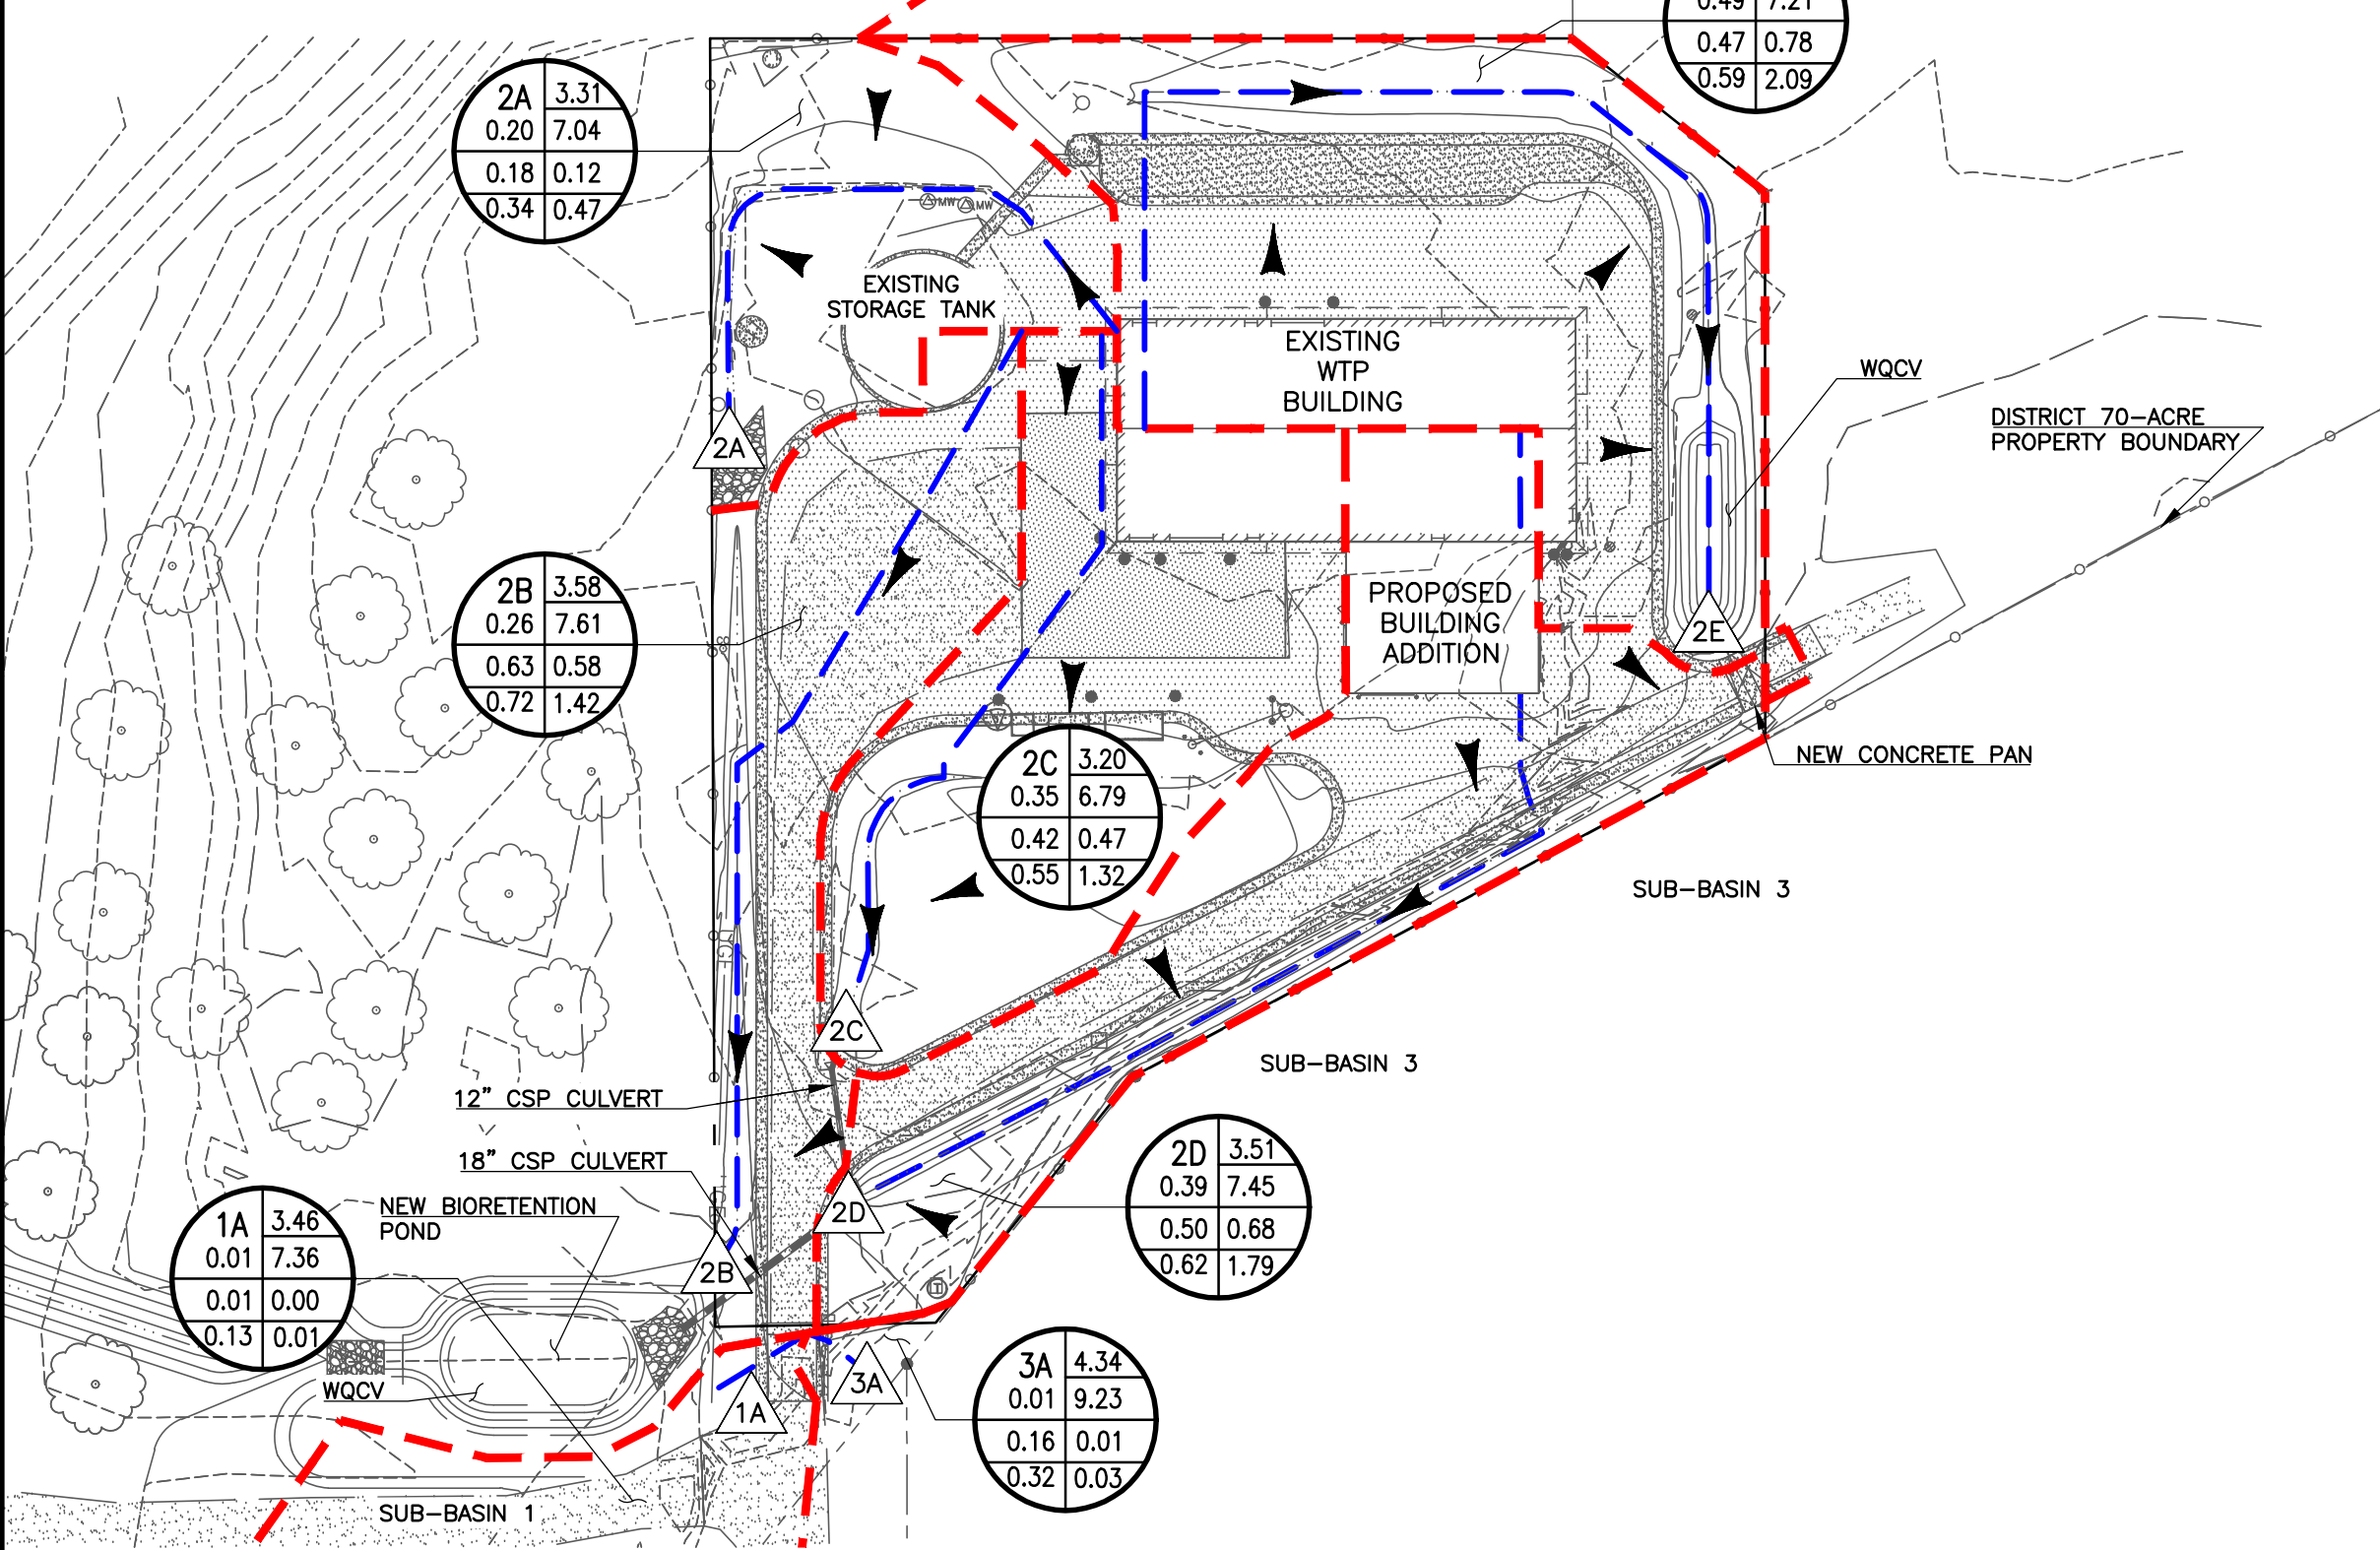 0.49 7.21
0.47 0.78
0.59 2.09
2A 3.31
0.20 7.04
0.18 0.12
0.34 0.47
MW MW
EXISTING
STORAGE TANK
EXISTING
WTP
BUILDING
WQCV
DISTRICT 70-ACRE
PROPERTY BOUNDARY
2A
2B 3.58
0.26 7.61
0.63 0.58
0.72 1.42
PROPOSED
BUILDING
ADDITION
2E
NEW CONCRETE PAN
2C 3.20
0.35 6.79
0.42 0.47
0.55 1.32
SUB-BASIN 3
2C
SUB-BASIN 3
12" CSP CULVERT
18" CSP CULVERT
2D 3.51
0.39 7.45
0.50 0.68
0.62 1.79
NEW BIORETENTION
POND
2D
1A 3.46
0.01 7.36
0.01 0.00
0.13 0.01
2B
3A 4.34
0.01 9.23
0.16 0.01
0.32 0.03
WQCV
3A
1A
SUB-BASIN 1